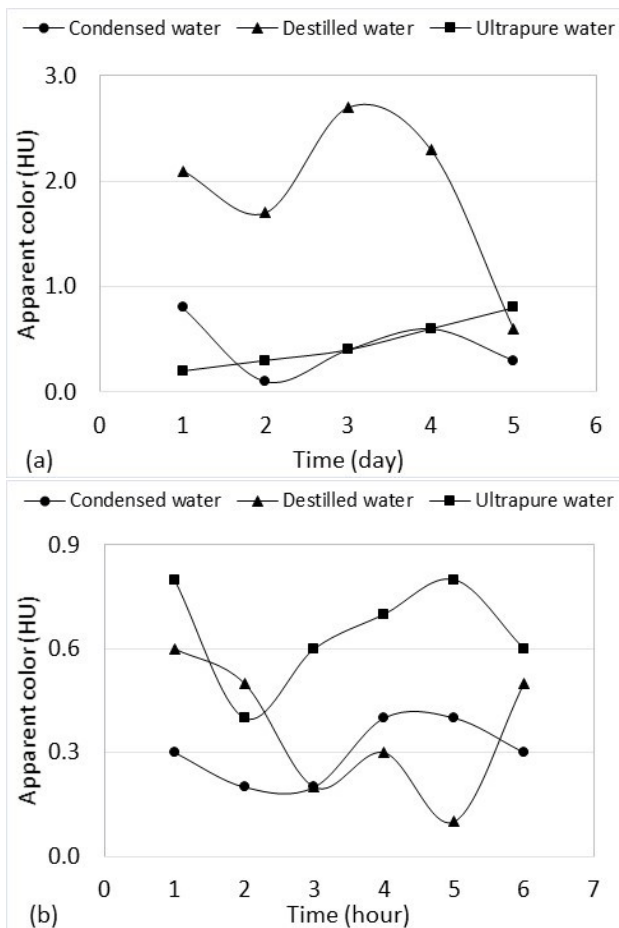 Condensed water Destilled water Ultrapure water
3.0
2.0
1.0
0.0
Apparent color (HU)
0 1 2 3 4 5 6
(a) Time (day)
Condensed water Destilled water Ultrapure water
0.9
0.6
0.3
0.0
Apparent color (HU)
0 1 2 3 4 5 6 7
(b) Time (hour)